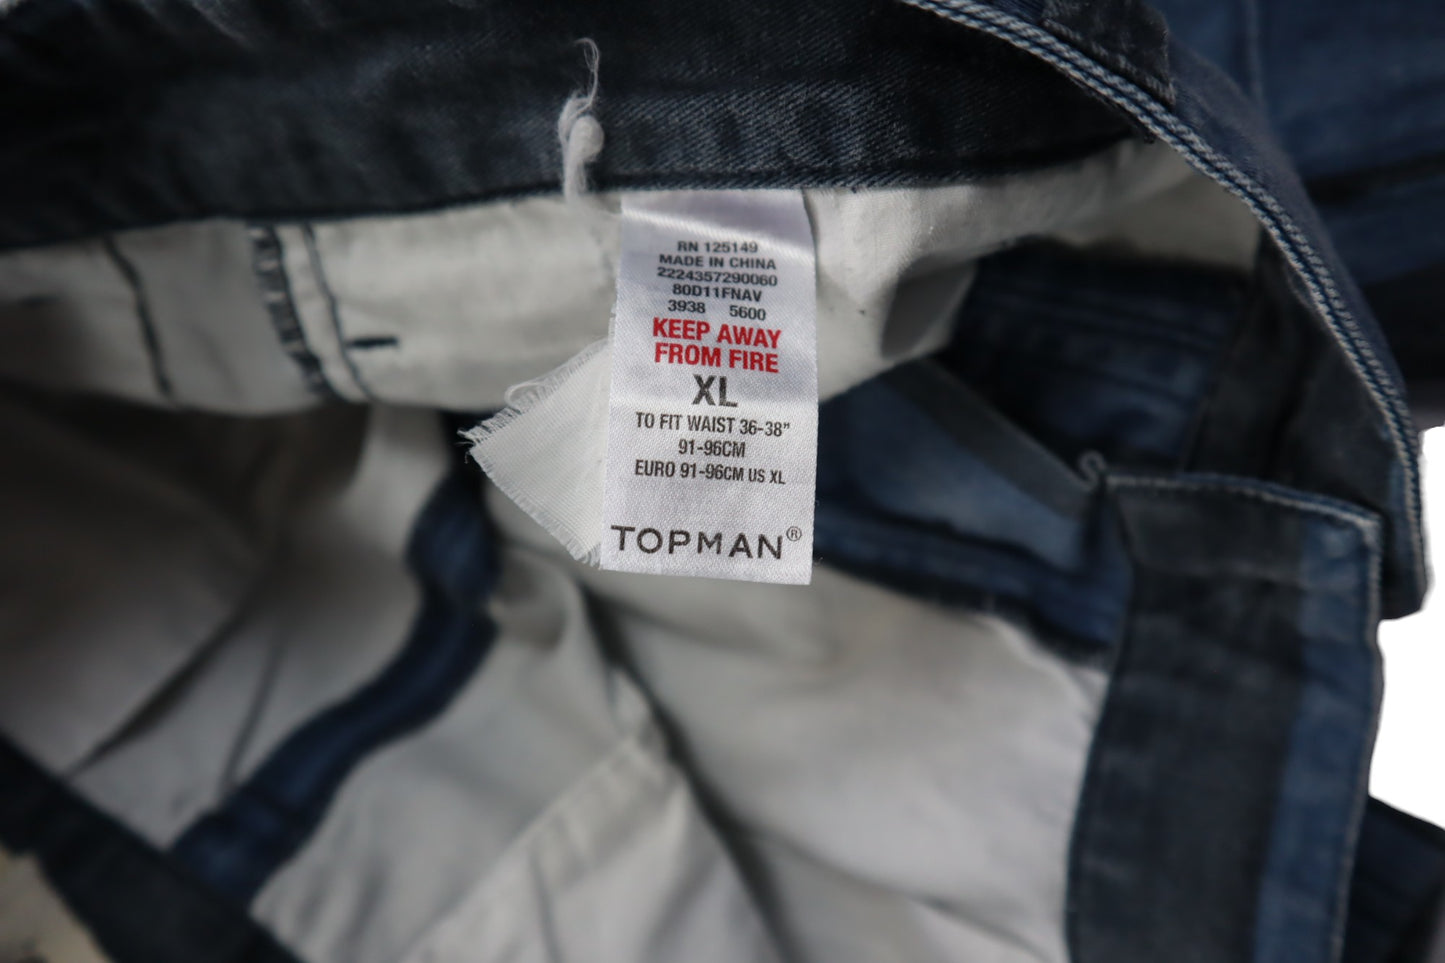 RN 125149
MADE IN CHINA
2224357290060
80D11FNAV
3938 5600
KEEP AWAY
FROM FIRE
XL
TO FIT WAIST 36-38"
91-96CM
EURO 91-96CM US XL
TOPMAN®